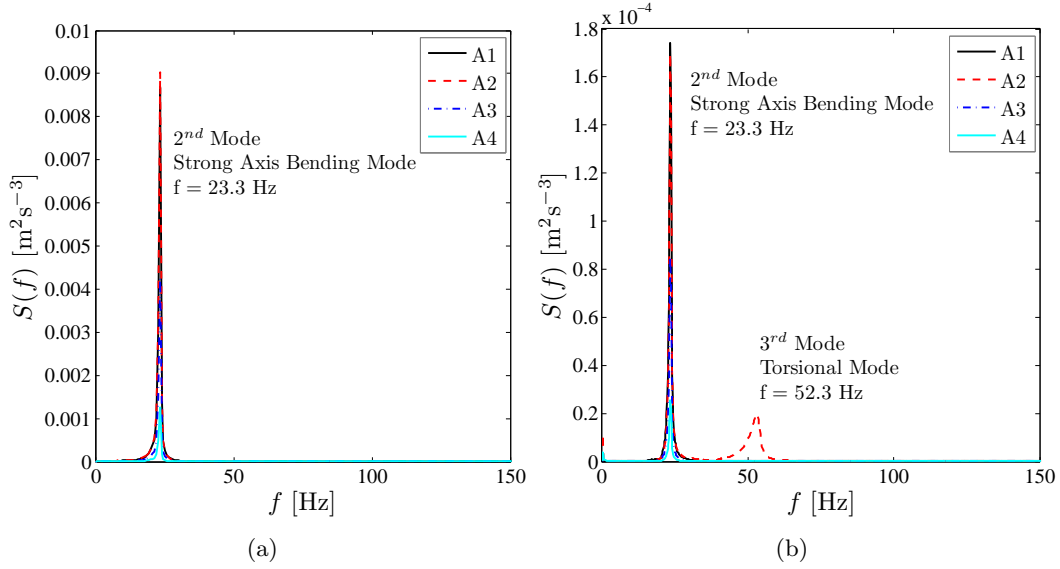 0.01
0.009
0.008
0.007
0.006
0.005
0.004
0.003
0.002
0.001
0
S(f) [m²s⁻³]
0 50 100 150
f [Hz]
A1
A2
A3
A4
2ⁿᵈ Mode
Strong Axis Bending Mode
f = 23.3 Hz
(a)
x 10⁻⁴
1.8
1.6
1.4
1.2
1
0.8
0.6
0.4
0.2
0
S(f) [m²s⁻³]
0 50 100 150
f [Hz]
A1
A2
A3
A4
2ⁿᵈ Mode
Strong Axis Bending Mode
f = 23.3 Hz
3ʳᵈ Mode
Torsional Mode
f = 52.3 Hz
(b)